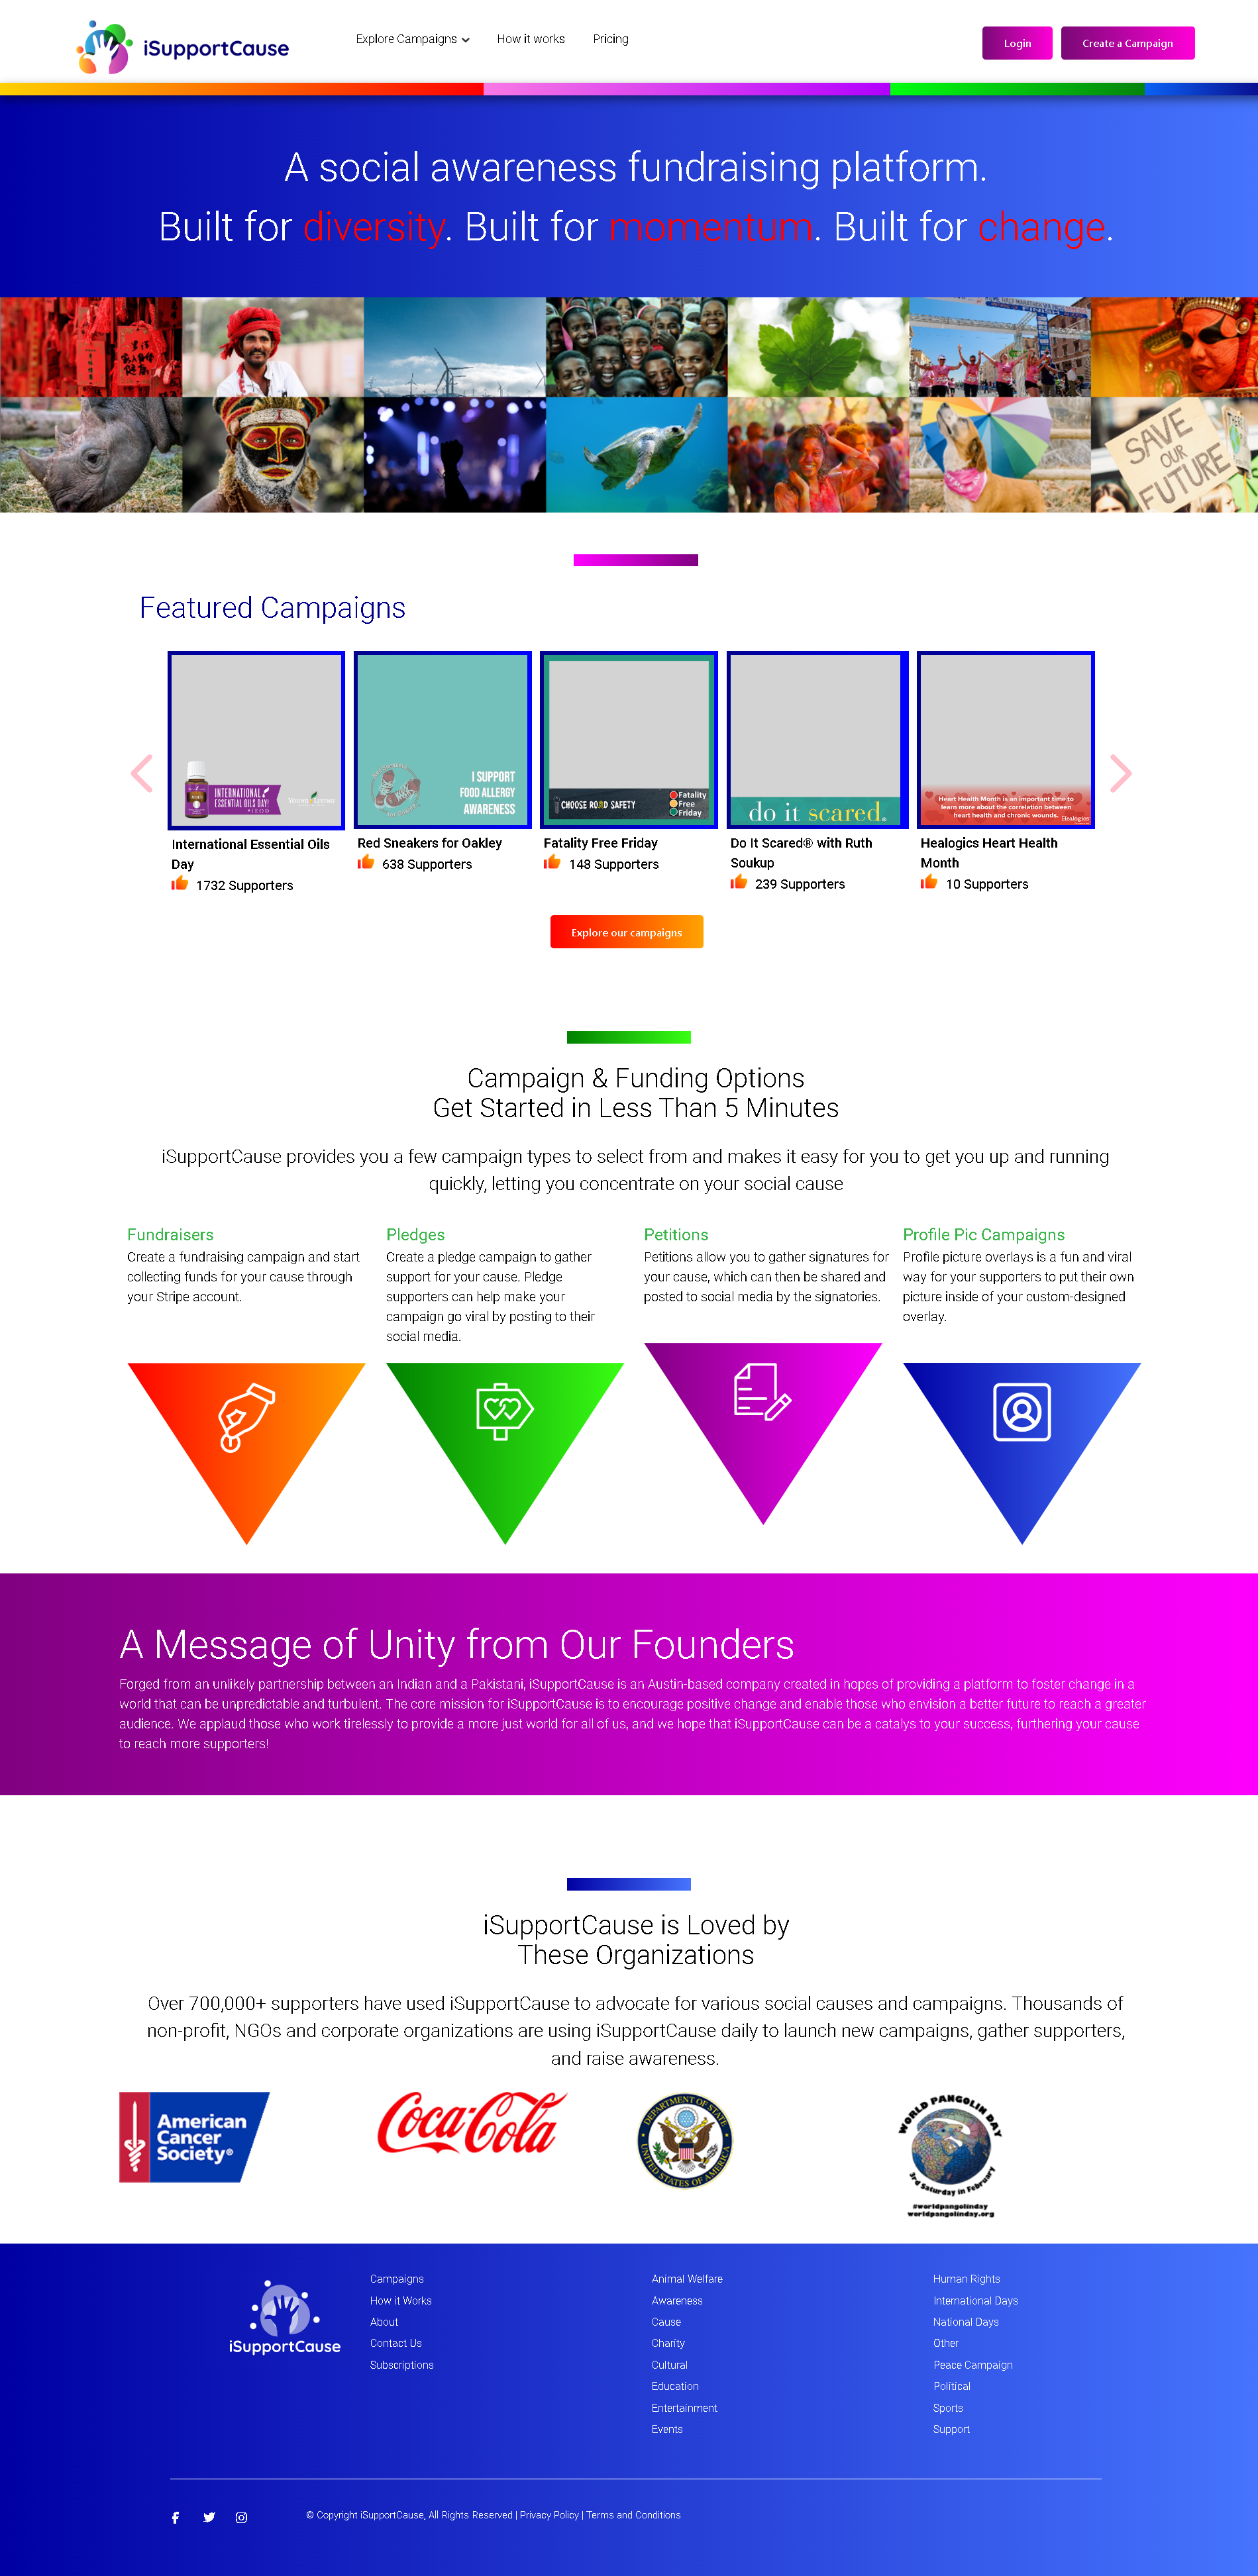 iSupportCause
Explore Campaigns
How it works
Pricing
Login
Create a Campaign
A social awareness fundraising platform.
Built for diversity. Built for momentum. Built for change.
SAVE
OUR
FUTURE
Featured Campaigns
INTERNATIONAL
ESSENTIAL OILS DAY!
YOUNG LIVING
I SUPPORT
FOOD ALLERGY
AWARENESS
CHOOSE ROAD SAFETY
Fatality
Free
Friday
do it scared®
Heart Health Month is an important time to
learn more about the correlation between
heart health and chronic wounds.
Healogics
International Essential Oils
Day
1732 Supporters
Red Sneakers for Oakley
638 Supporters
Fatality Free Friday
148 Supporters
Do It Scared® with Ruth
Soukup
239 Supporters
Healogics Heart Health
Month
10 Supporters
Explore our campaigns
Campaign & Funding Options
Get Started in Less Than 5 Minutes
iSupportCause provides you a few campaign types to select from and makes it easy for you to get you up and running
quickly, letting you concentrate on your social cause
Fundraisers
Create a fundraising campaign and start
collecting funds for your cause through
your Stripe account.
Pledges
Create a pledge campaign to gather
support for your cause. Pledge
supporters can help make your
campaign go viral by posting to their
social media.
Petitions
Petitions allow you to gather signatures for
your cause, which can then be shared and
posted to social media by the signatories.
Profile Pic Campaigns
Profile picture overlays is a fun and viral
way for your supporters to put their own
picture inside of your custom-designed
overlay.
A Message of Unity from Our Founders
Forged from an unlikely partnership between an Indian and a Pakistani, iSupportCause is an Austin-based company created in hopes of providing a platform to foster change in a
world that can be unpredictable and turbulent. The core mission for iSupportCause is to encourage positive change and enable those who envision a better future to reach a greater
audience. We applaud those who work tirelessly to provide a more just world for all of us, and we hope that iSupportCause can be a catalys to your success, furthering your cause
to reach more supporters!
iSupportCause is Loved by
These Organizations
Over 700,000+ supporters have used iSupportCause to advocate for various social causes and campaigns. Thousands of
non-profit, NGOs and corporate organizations are using iSupportCause daily to launch new campaigns, gather supporters,
and raise awareness.
American
Cancer
Society®
Coca-Cola
DEPARTMENT OF STATE
UNITED STATES OF AMERICA
WORLD PANGOLIN DAY
3rd Saturday in February
#worldpangolinday
worldpangolinday.org
iSupportCause
Campaigns
How it Works
About
Contact Us
Subscriptions
Animal Welfare
Awareness
Cause
Charity
Cultural
Education
Entertainment
Events
Human Rights
International Days
National Days
Other
Peace Campaign
Political
Sports
Support
© Copyright iSupportCause, All Rights Reserved | Privacy Policy | Terms and Conditions